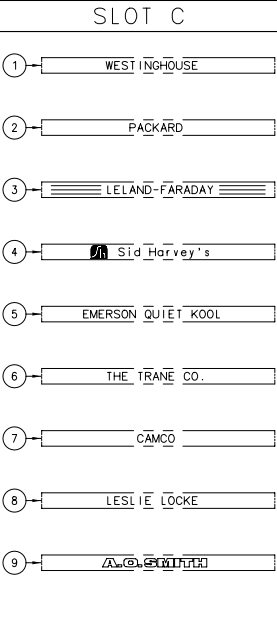 SLOT C
1 WESTINGHOUSE
2 PACKARD
3 LELAND-FARADAY
4 Sh Sid Harvey's
5 EMERSON QUIET KOOL
6 THE TRANE CO.
7 CAMCO
8 LESLIE LOCKE
9 A.O.SMITH